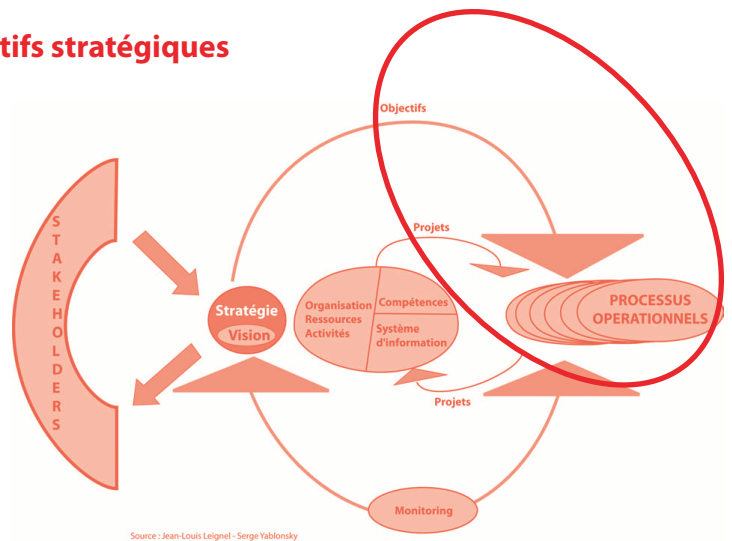 tifs stratégiques
Objectifs
STAKEHOLDERS
Projets
Stratégie
Vision
Organisation
Ressources
Activités
Compétences
Système
d'information
PROCESSUS
OPERATIONNELS
Projets
Monitoring
Source : Jean-Louis Leignel - Serge Yablonsky